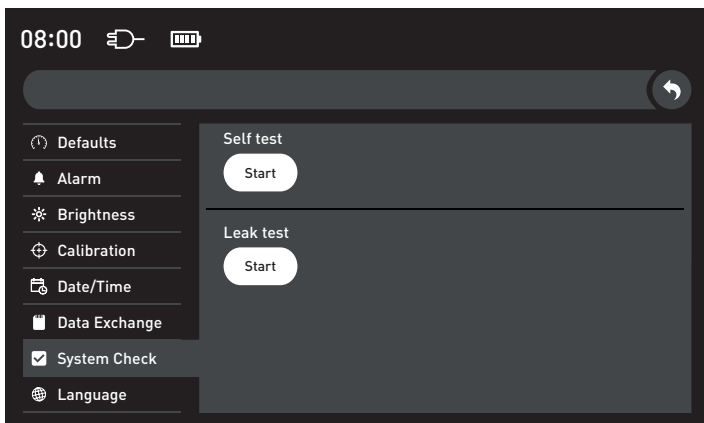 08:00
Defaults
Alarm
Brightness
Calibration
Date/Time
Data Exchange
System Check
Language
Self test
Start
Leak test
Start